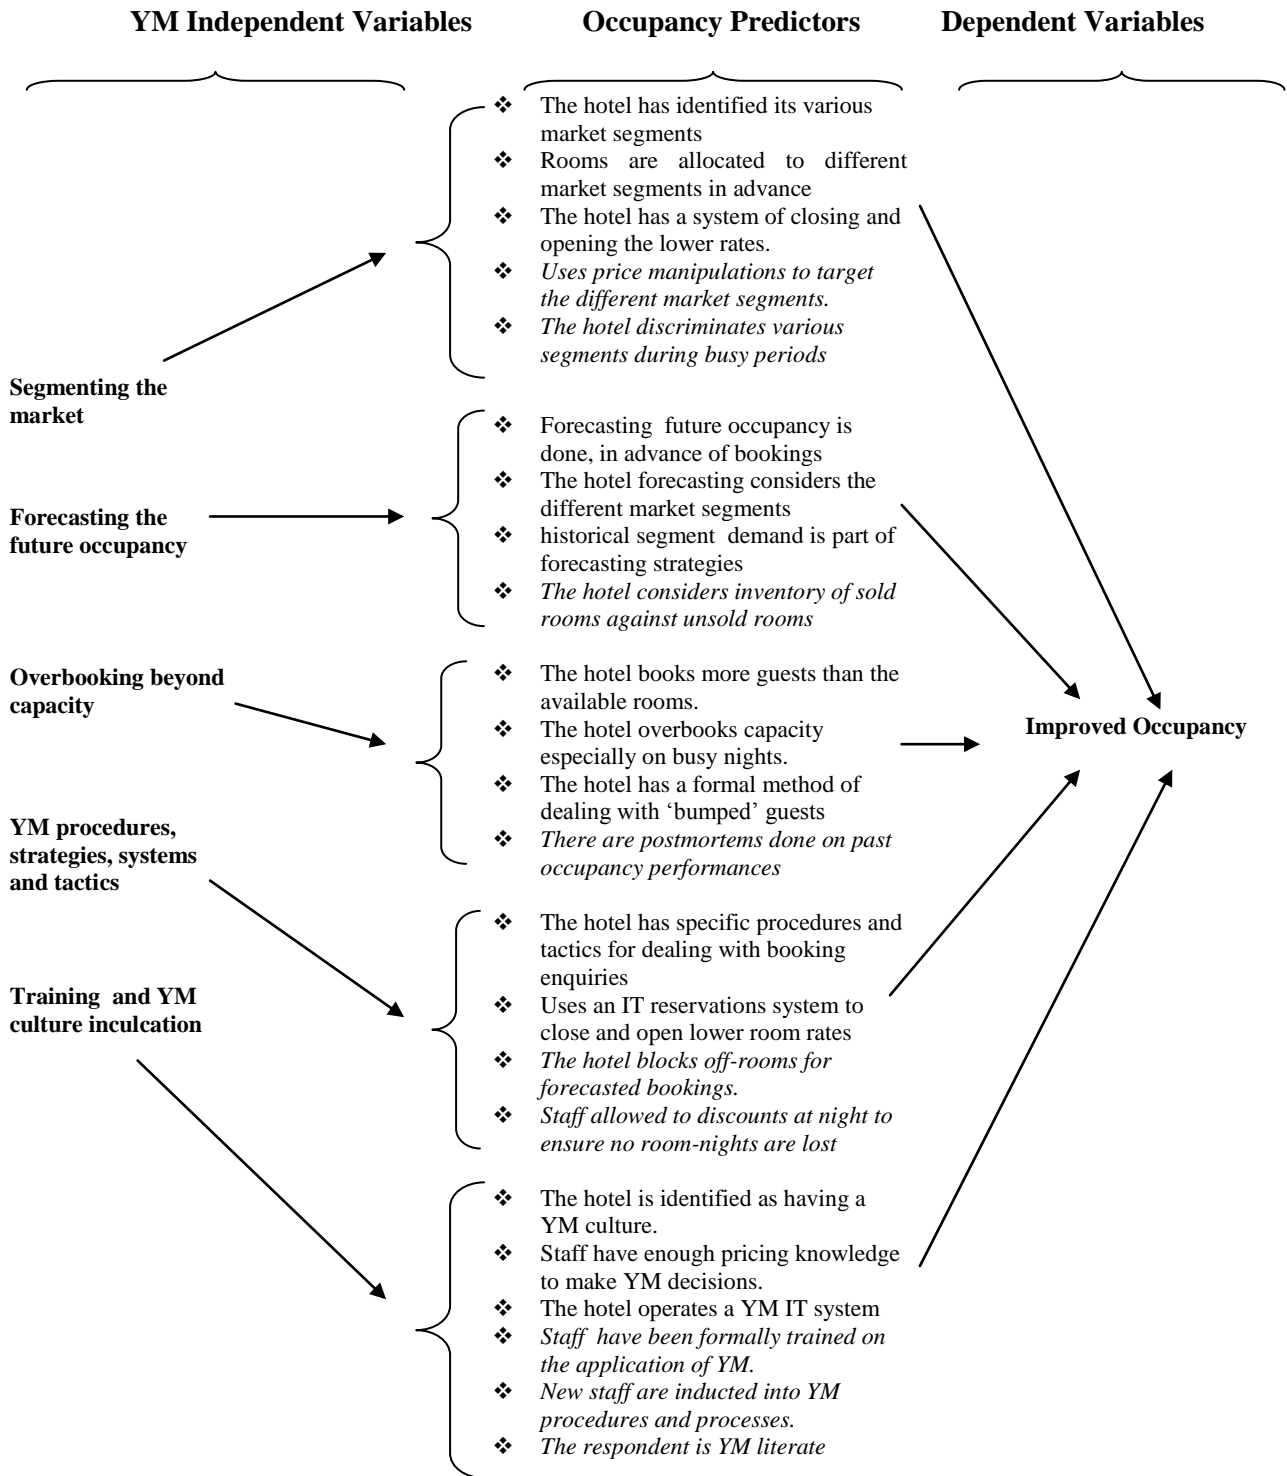 YM Independent Variables
Occupancy Predictors
Dependent Variables
Segmenting the
market
Forecasting the
future occupancy
Overbooking beyond
capacity
YM procedures,
strategies, systems
and tactics
Training and YM
culture inculcation
❖ The hotel has identified its various
market segments
❖ Rooms are allocated to different
market segments in advance
❖ The hotel has a system of closing and
opening the lower rates.
❖ Uses price manipulations to target
the different market segments.
❖ The hotel discriminates various
segments during busy periods
❖ Forecasting future occupancy is
done, in advance of bookings
❖ The hotel forecasting considers the
different market segments
❖ historical segment demand is part of
forecasting strategies
❖ The hotel considers inventory of sold
rooms against unsold rooms
❖ The hotel books more guests than the
available rooms.
❖ The hotel overbooks capacity
especially on busy nights.
❖ The hotel has a formal method of
dealing with ‘bumped’ guests
❖ There are postmortems done on past
occupancy performances
❖ The hotel has specific procedures and
tactics for dealing with booking
enquiries
❖ Uses an IT reservations system to
close and open lower room rates
❖ The hotel blocks off-rooms for
forecasted bookings.
❖ Staff allowed to discounts at night to
ensure no room-nights are lost
❖ The hotel is identified as having a
YM culture.
❖ Staff have enough pricing knowledge
to make YM decisions.
❖ The hotel operates a YM IT system
❖ Staff have been formally trained on
the application of YM.
❖ New staff are inducted into YM
procedures and processes.
❖ The respondent is YM literate
Improved Occupancy